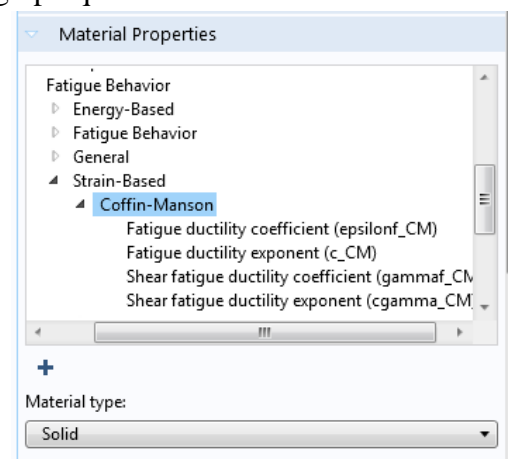 Material Properties
Fatigue Behavior
Energy-Based
Fatigue Behavior
General
Strain-Based
Coffin-Manson
Fatigue ductility coefficient (epsilonf_CM)
Fatigue ductility exponent (c_CM)
Shear fatigue ductility coefficient (gammaf_CM
Shear fatigue ductility exponent (cgamma_CM)
Material type:
Solid